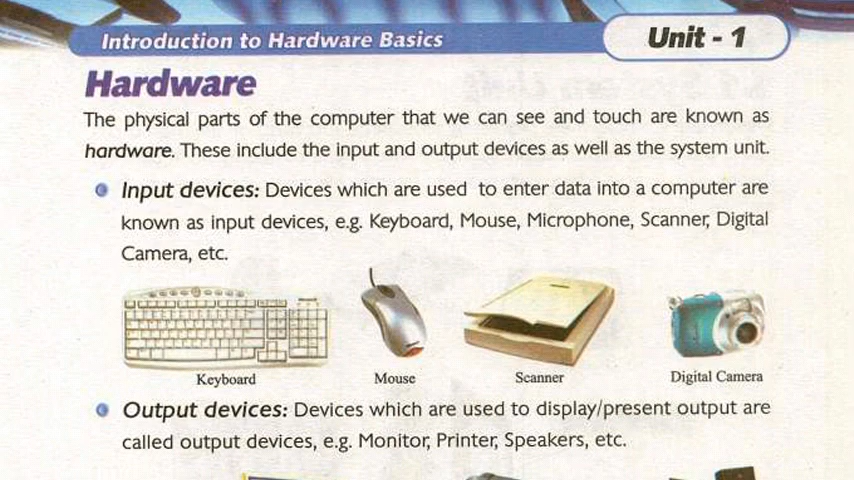 Introduction to Hardware Basics
Unit - 1
Hardware
The physical parts of the computer that we can see and touch are known as
hardware. These include the input and output devices as well as the system unit.
Input devices: Devices which are used to enter data into a computer are
known as input devices, e.g. Keyboard, Mouse, Microphone, Scanner, Digital
Camera, etc.
Keyboard Mouse Scanner Digital Camera
Output devices: Devices which are used to display/present output are
called output devices, e.g. Monitor, Printer, Speakers, etc.